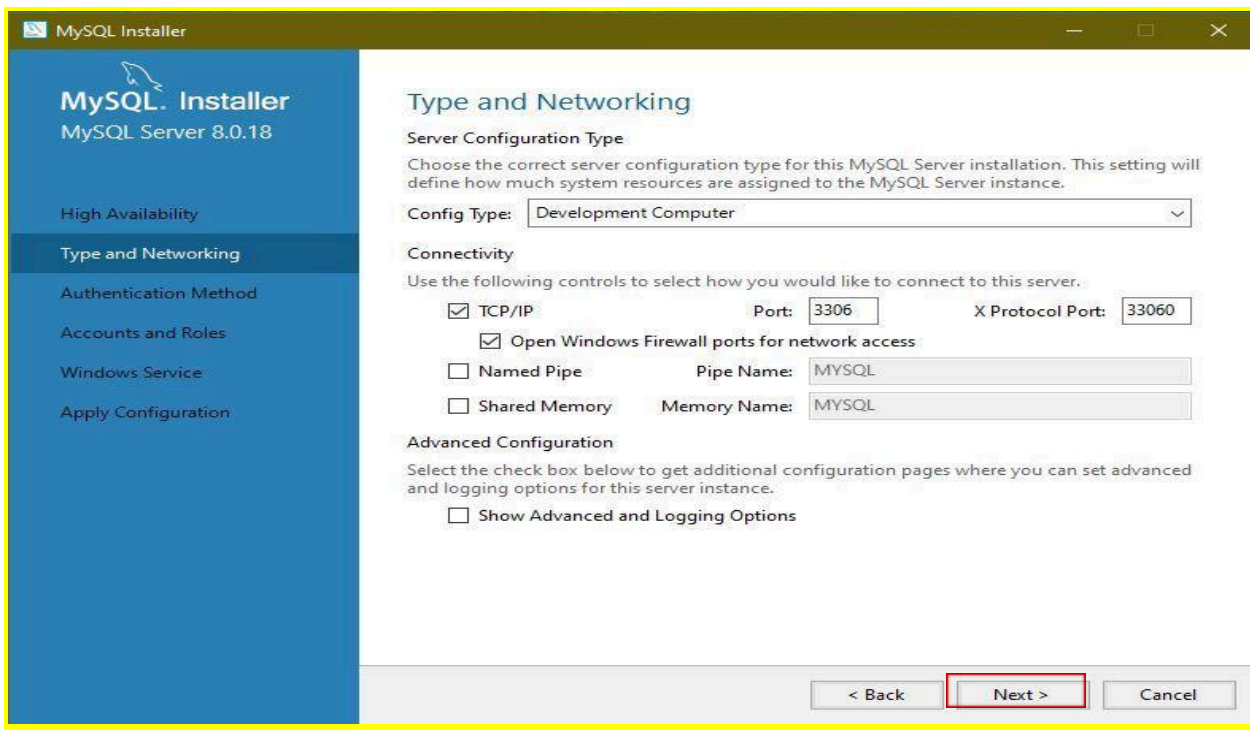 MySQL Installer
MySQL. Installer
MySQL Server 8.0.18
High Availability
Type and Networking
Authentication Method
Accounts and Roles
Windows Service
Apply Configuration
Type and Networking
Server Configuration Type
Choose the correct server configuration type for this MySQL Server installation. This setting will
define how much system resources are assigned to the MySQL Server instance.
Config Type: Development Computer
Connectivity
Use the following controls to select how you would like to connect to this server.
TCP/IP Port: 3306 X Protocol Port: 33060
Open Windows Firewall ports for network access
Named Pipe Pipe Name: MYSQL
Shared Memory Memory Name: MYSQL
Advanced Configuration
Select the check box below to get additional configuration pages where you can set advanced
and logging options for this server instance.
Show Advanced and Logging Options
< Back Next > Cancel